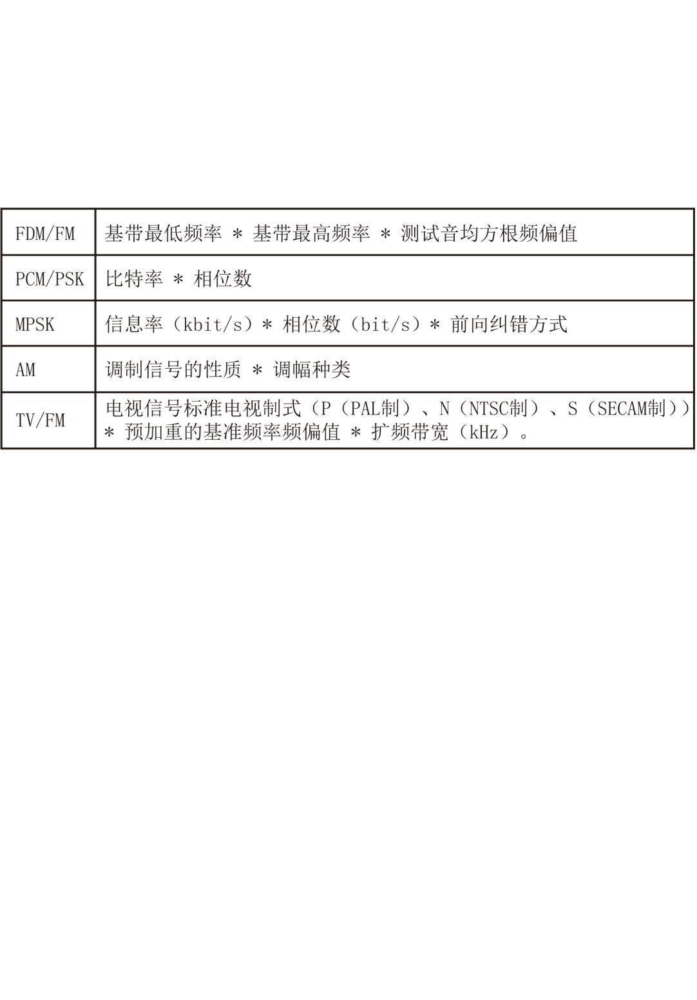 FDM/FM 基带最低频率 * 基带最高频率 * 测试音均方根频偏值
PCM/PSK 比特率 * 相位数
MPSK 信息率（kbit/s）* 相位数（bit/s）* 前向纠错方式
AM 调制信号的性质 * 调幅种类
TV/FM 电视信号标准电视制式（P（PAL制）、N（NTSC制）、S（SECAM制））
* 预加重的基准频率频偏值 * 扩频带宽（kHz）。